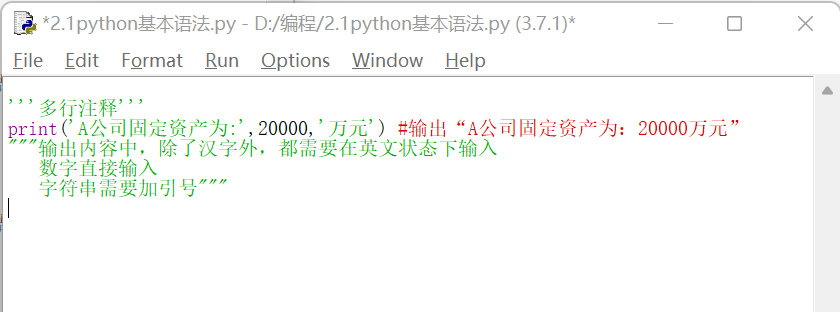 *2.1python基本语法.py - D:/编程/2.1python基本语法.py (3.7.1)*
File Edit Format Run Options Window Help
'''多行注释'''
print('A公司固定资产为:',20000,'万元') #输出“A公司固定资产为：20000万元”
"""输出内容中，除了汉字外，都需要在英文状态下输入
数字直接输入
字符串需要加引号"""